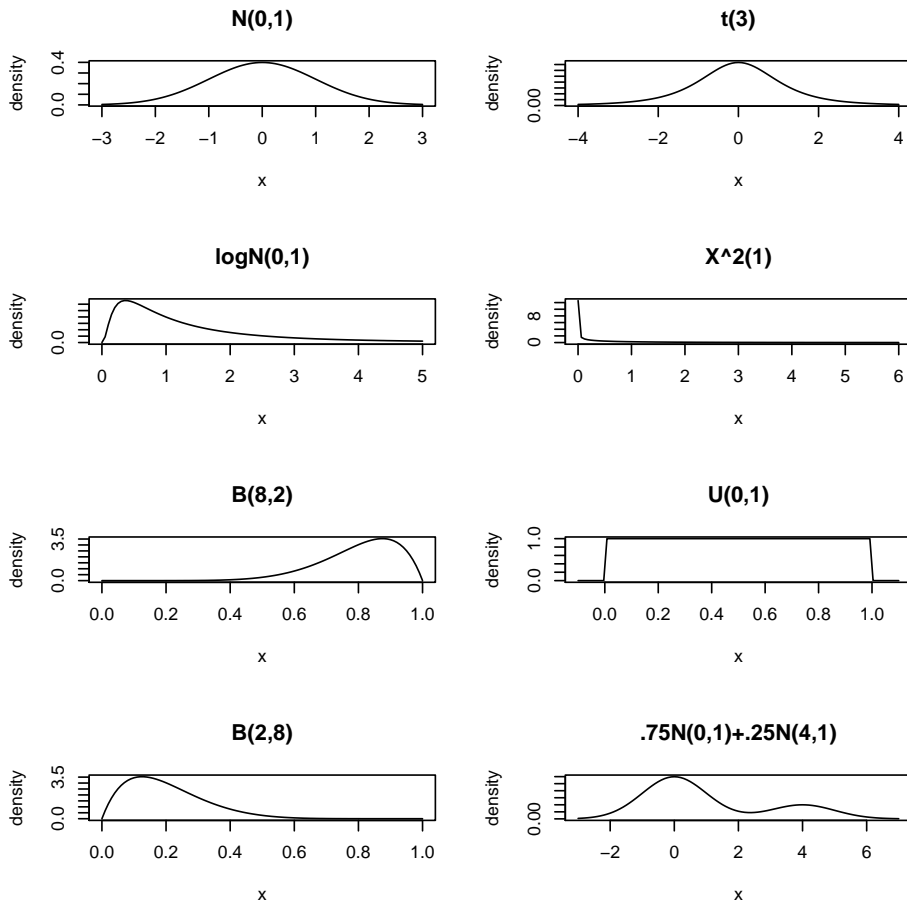 N(0,1)
density
0.0 0.4
−3 −2 −1 0 1 2 3
x
t(3)
density
0.00
−4 −2 0 2 4
x
logN(0,1)
density
0.0
0 1 2 3 4 5
x
X^2(1)
density
0 8
0 1 2 3 4 5 6
x
B(8,2)
density
0.0 3.5
0.0 0.2 0.4 0.6 0.8 1.0
x
U(0,1)
density
0.0 1.0
0.0 0.2 0.4 0.6 0.8 1.0
x
B(2,8)
density
0.0 3.5
0.0 0.2 0.4 0.6 0.8 1.0
x
.75N(0,1)+.25N(4,1)
density
0.00
−2 0 2 4 6
x